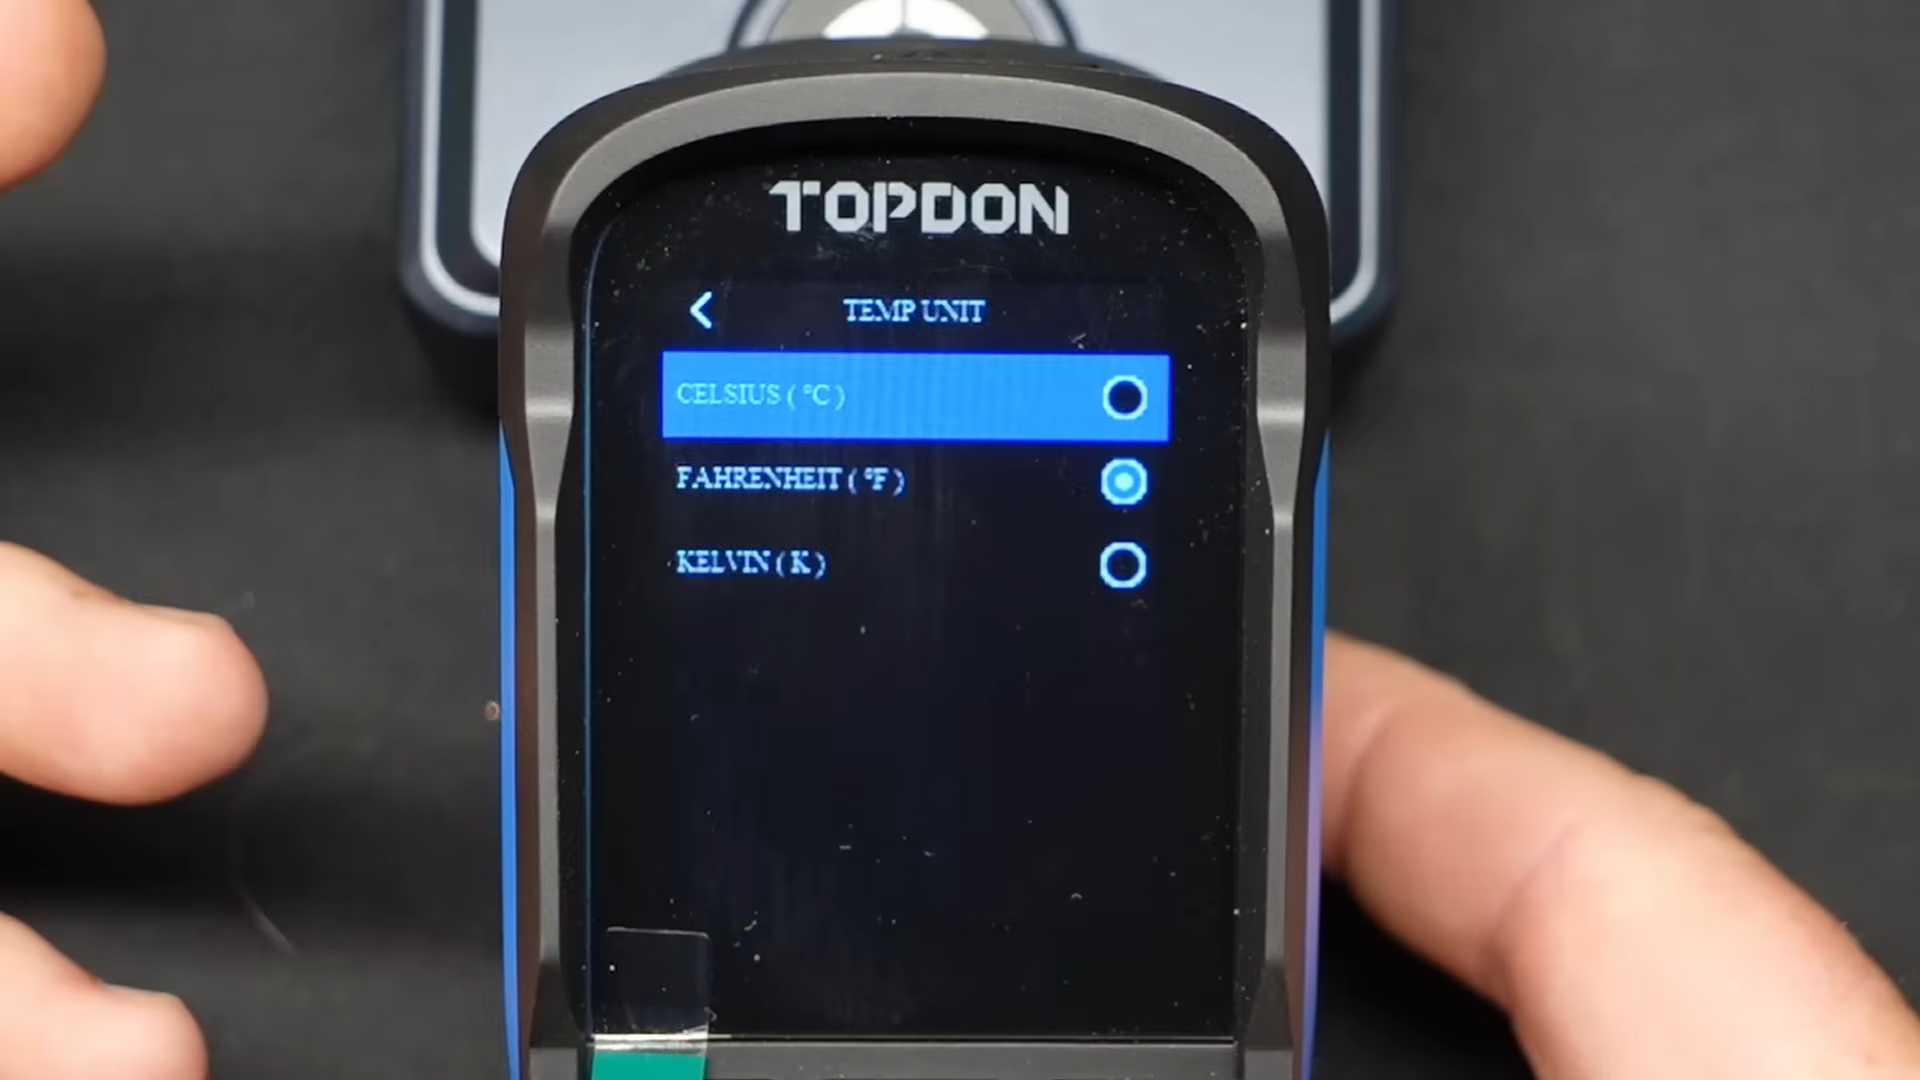 TOPDON
TEMP UNIT
CELSIUS ( °C )
FAHRENHEIT ( °F )
KELVIN ( K )